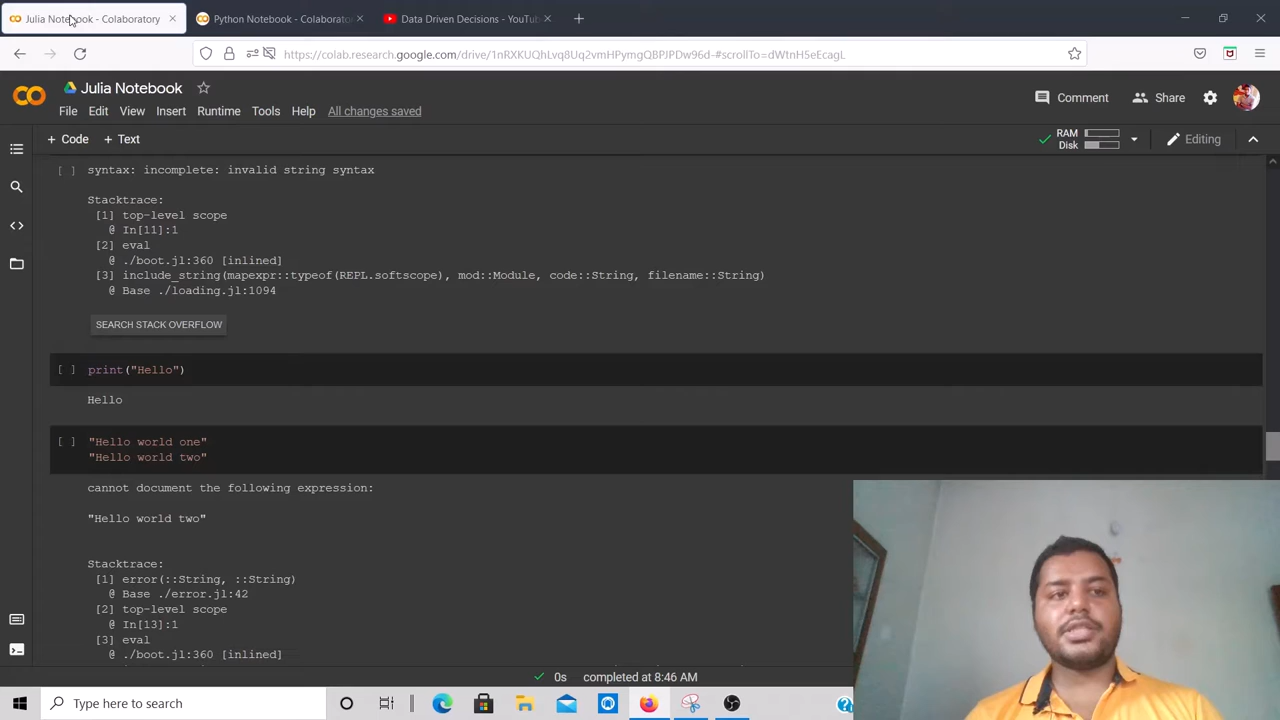 Julia Notebook - Colaboratory
Python Notebook - Colaborato
Data Driven Decisions - YouTub
https://colab.research.google.com/drive/1nRXKUQhLvq8Uq2vmHPymgQBPJPDw96d-#scrollTo=dWtnH5eEcagL
Julia Notebook
Comment
Share
File Edit View Insert Runtime Tools Help All changes saved
+ Code + Text
RAM
Disk
Editing
[ ] syntax: incomplete: invalid string syntax
Stacktrace:
[1] top-level scope
@ In[11]:1
[2] eval
@ ./boot.jl:360 [inlined]
[3] include_string(mapexpr::typeof(REPL.softscope), mod::Module, code::String, filename::String)
@ Base ./loading.jl:1094
SEARCH STACK OVERFLOW
[ ] print("Hello")
Hello
[ ] "Hello world one"
"Hello world two"
cannot document the following expression:
"Hello world two"
Stacktrace:
[1] error(::String, ::String)
@ Base ./error.jl:42
[2] top-level scope
@ In[13]:1
[3] eval
@ ./boot.jl:360 [inlined]
0s completed at 8:46 AM
Type here to search